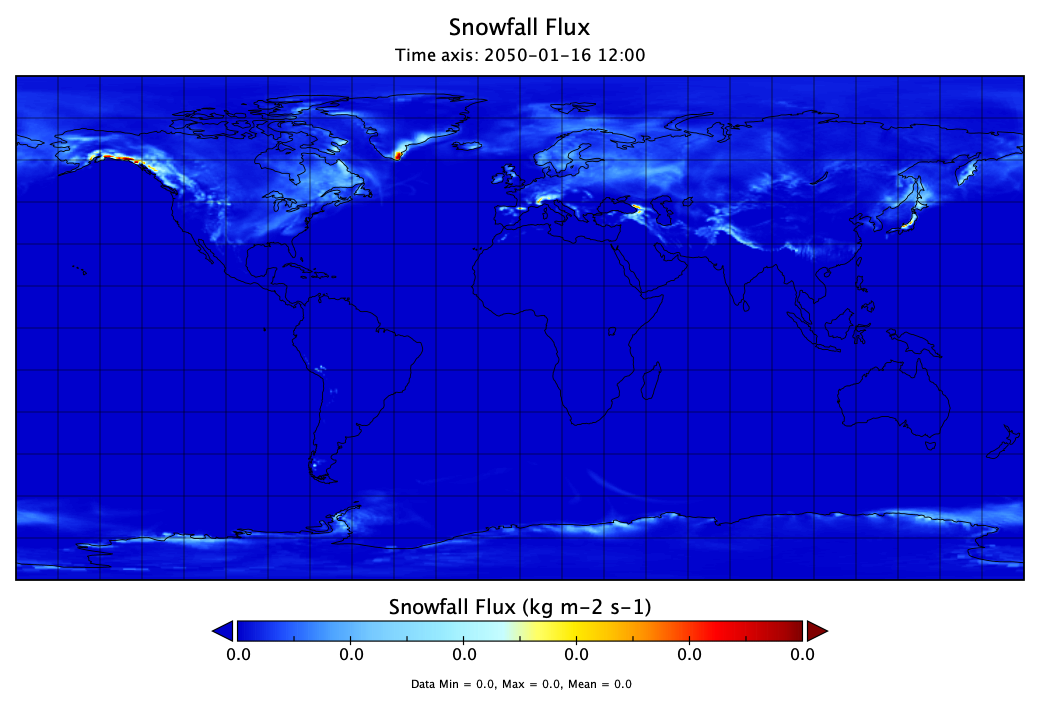 Snowfall Flux
Time axis: 2050-01-16 12:00
Snowfall Flux (kg m-2 s-1)
0.0 0.0 0.0 0.0 0.0 0.0
Data Min = 0.0, Max = 0.0, Mean = 0.0